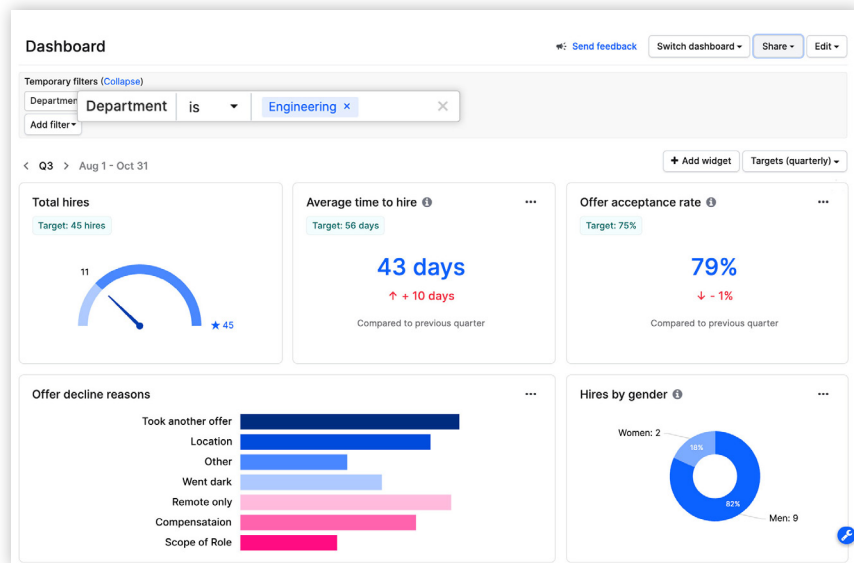 Dashboard
Send feedback
Switch dashboard
Share
Edit
Temporary filters (Collapse)
Department is Engineering ×
Add filter
Q3 Aug 1 - Oct 31
+ Add widget
Targets (quarterly)
Total hires
Target: 45 hires
11
45
Average time to hire
Target: 56 days
43 days
↑ + 10 days
Compared to previous quarter
Offer acceptance rate
Target: 75%
79%
↓ - 1%
Compared to previous quarter
Offer decline reasons
Took another offer
Location
Other
Went dark
Remote only
Compensataion
Scope of Role
Hires by gender
Women: 2
18%
82%
Men: 9